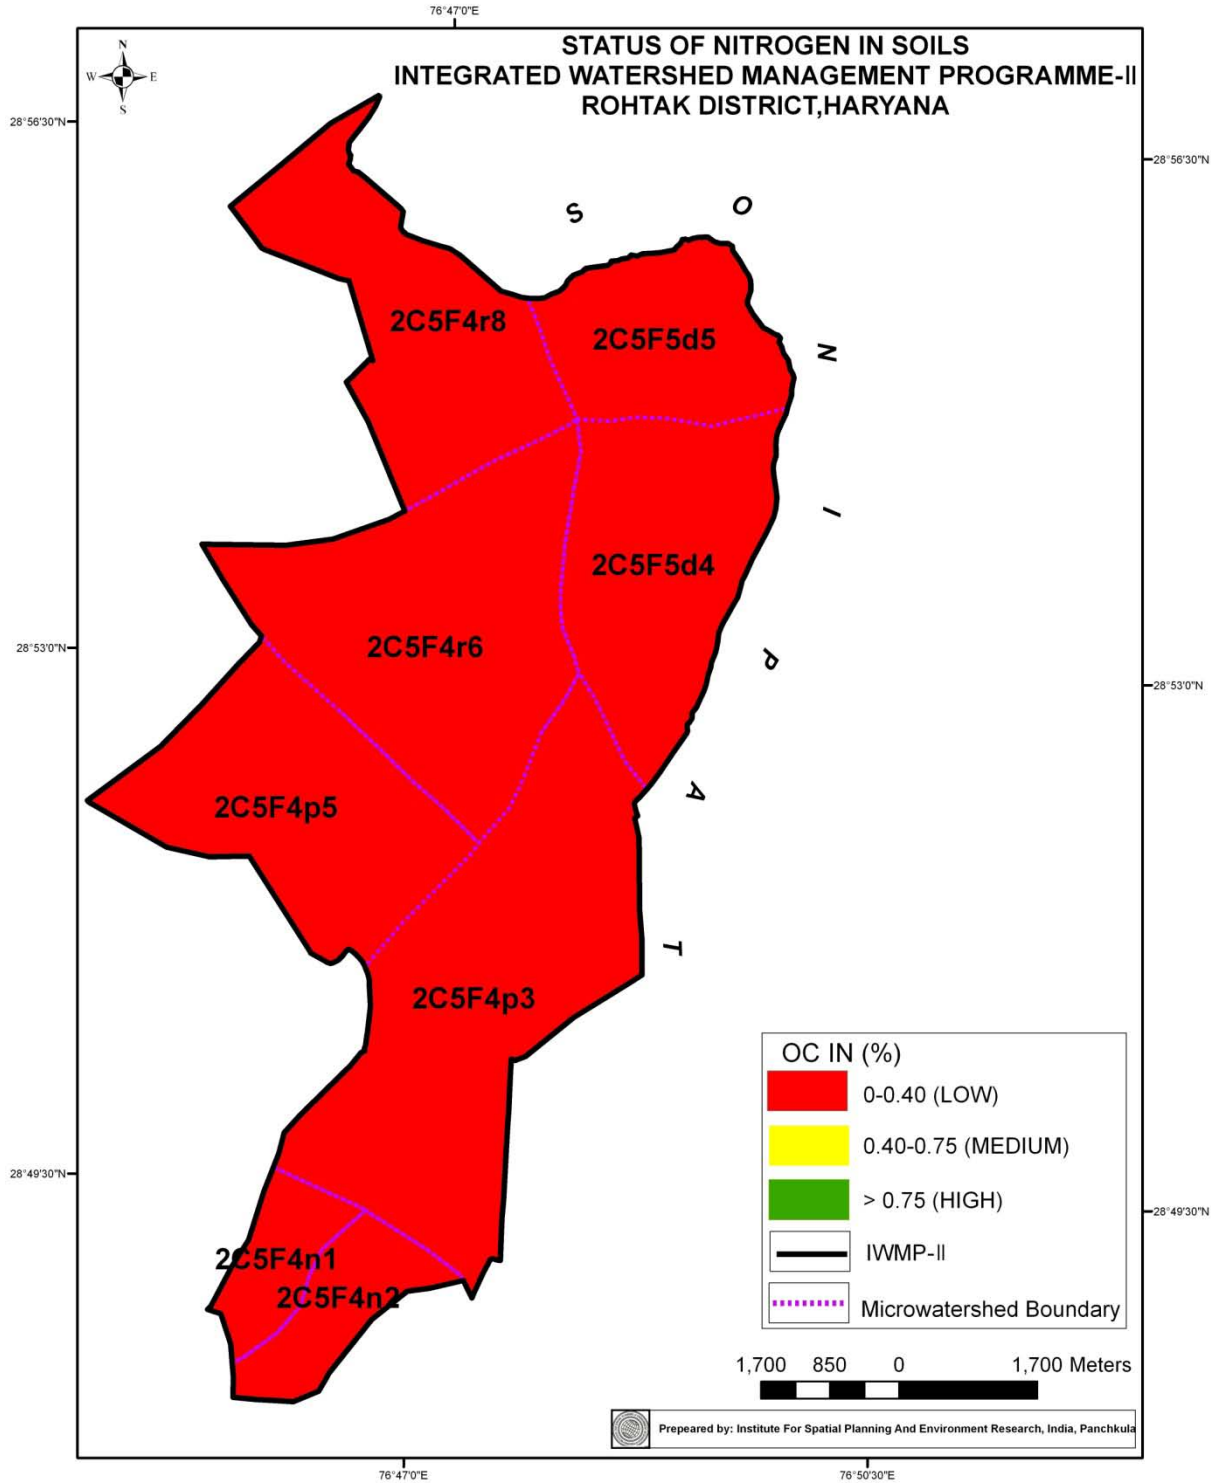 76°47'0"E
N
W E
S
STATUS OF NITROGEN IN SOILS
INTEGRATED WATERSHED MANAGEMENT PROGRAMME-II
ROHTAK DISTRICT,HARYANA
28°56'30"N
28°56'30"N
S O N I P A T
2C5F4r8
2C5F5d5
2C5F5d4
2C5F4r6
28°53'0"N
28°53'0"N
2C5F4p5
2C5F4p3
OC IN (%)
0-0.40 (LOW)
0.40-0.75 (MEDIUM)
> 0.75 (HIGH)
IWMP-II
Microwatershed Boundary
28°49'30"N
28°49'30"N
2C5F4n1
2C5F4n2
1,700 850 0 1,700 Meters
Prepeared by: Institute For Spatial Planning And Environment Research, India, Panchkula
76°47'0"E
76°50'30"E